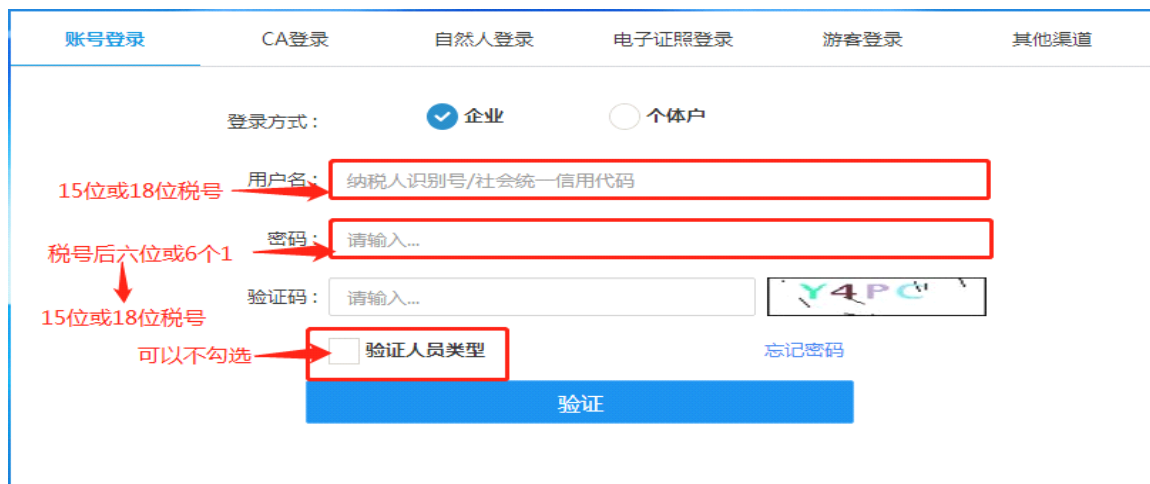 账号登录 CA登录 自然人登录 电子证照登录 游客登录 其他渠道
登录方式： 企业 个体户
15位或18位税号 用户名： 纳税人识别号/社会统一信用代码
密码： 请输入...
税号后六位或6个1
验证码： 请输入... Y4PC
15位或18位税号
可以不勾选 验证人员类型 忘记密码
验证